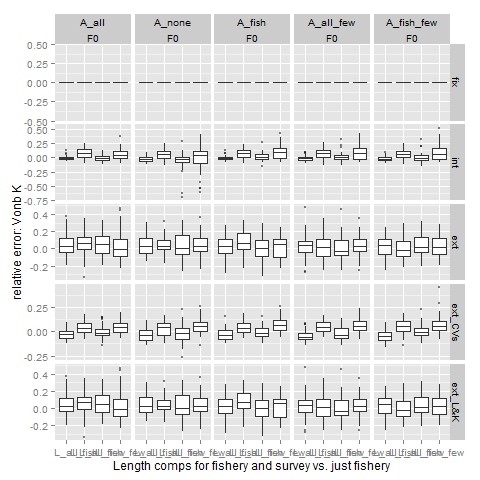 A_all A_none A_fish A_all_few A_fish_few
F0 F0 F0 F0 F0
0.50
0.25
0.00
-0.25
-0.50
fix
0.50
0.25
0.00
-0.25
-0.50
-0.75
int
0.4
0.2
0.0
-0.2
ext
0.25
0.00
-0.25
ext_CVs
0.4
0.2
0.0
-0.2
ext_L&K
relative error: Vonb K
Length comps for fishery and survey vs. just fishery